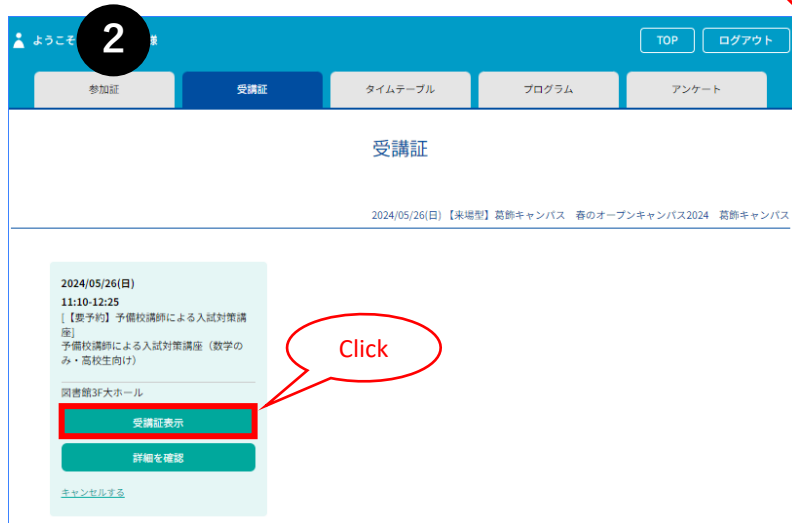 ようこそ
2
様
TOP
ログアウト
参加証
受講証
タイムテーブル
プログラム
アンケート
受講証
2024/05/26(日)【来場型】葛飾キャンパス 春のオープンキャンパス2024 葛飾キャンパス
2024/05/26(日)
11:10-12:25
[【要予約】予備校講師による入試対策講
座]
予備校講師による入試対策講座（数学の
み・高校生向け）
図書館3F大ホール
受講証表示
詳細を確認
キャンセルする
Click